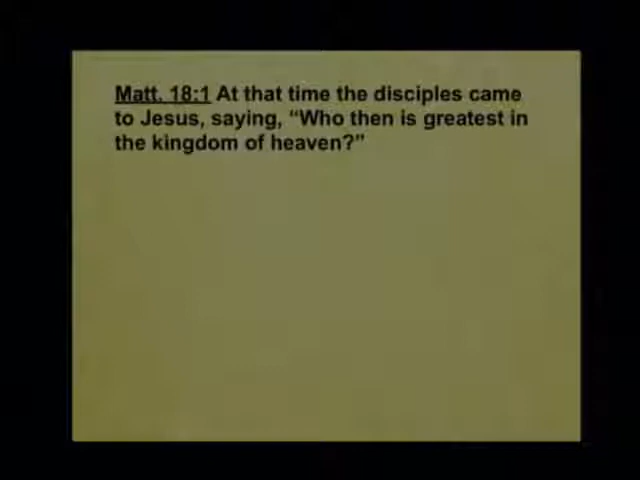 Matt. 18:1 At that time the disciples came
to Jesus, saying, “Who then is greatest in
the kingdom of heaven?”